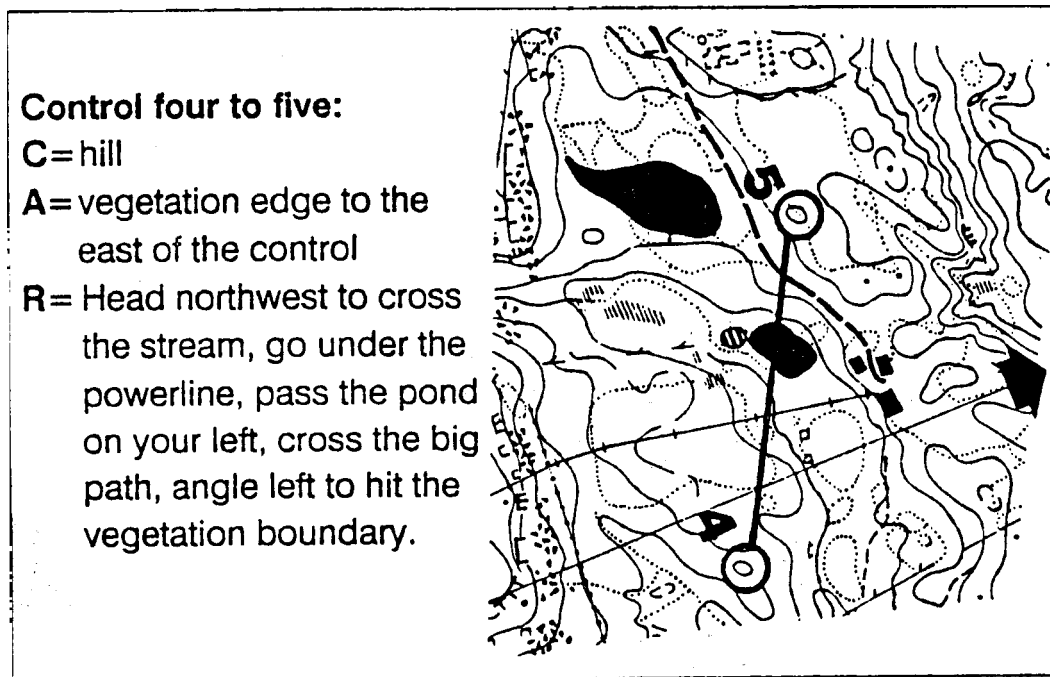 Control four to five:
C= hill
A= vegetation edge to the
east of the control
R= Head northwest to cross
the stream, go under the
powerline, pass the pond
on your left, cross the big
path, angle left to hit the
vegetation boundary.
5
4